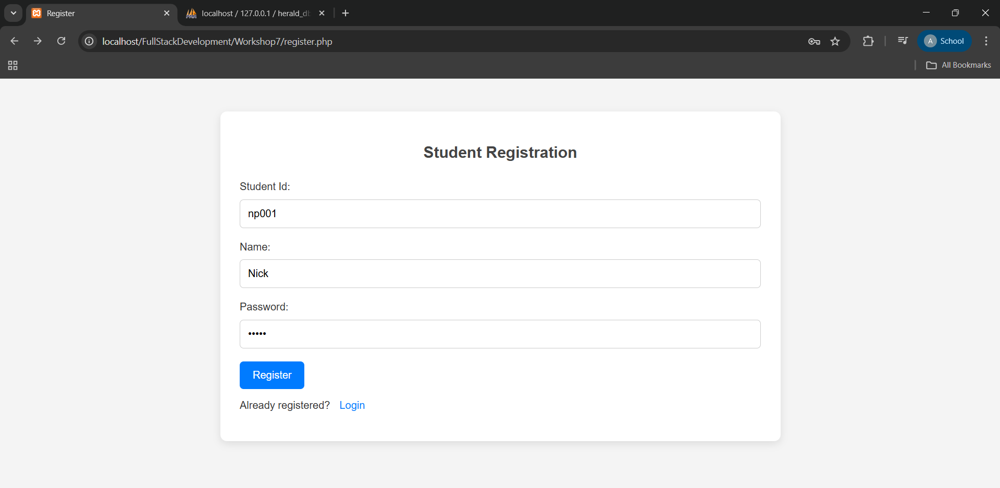 Register
localhost / 127.0.0.1 / herald_db
localhost/FullStackDevelopment/Workshop7/register.php
A School
All Bookmarks
Student Registration
Student Id:
np001
Name:
Nick
Password:
•••••
Register
Already registered? Login